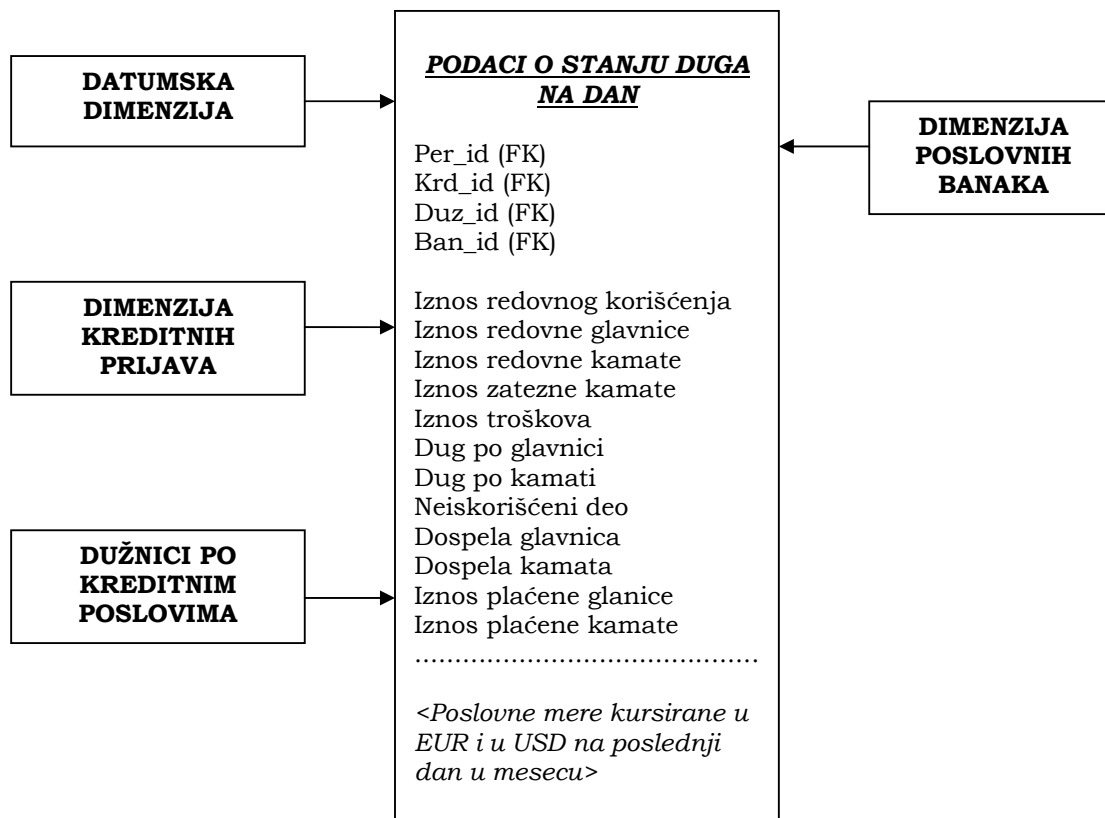 DATUMSKA
DIMENZIJA
DIMENZIJA
KREDITNIH
PRIJAVA
DUŽNICI PO
KREDITNIM
POSLOVIMA
PODACI O STANJU DUGA
NA DAN
Per_id (FK)
Krd_id (FK)
Duz_id (FK)
Ban_id (FK)
Iznos redovnog korišćenja
Iznos redovne glavnice
Iznos redovne kamate
Iznos zatezne kamate
Iznos troškova
Dug po glavnici
Dug po kamati
Neiskorišćeni deo
Dospela glavnica
Dospela kamata
Iznos plaćene glanice
Iznos plaćene kamate
...........................................
<Poslovne mere kursirane u
EUR i u USD na poslednji
dan u mesecu>
DIMENZIJA
POSLOVNIH
BANAKA